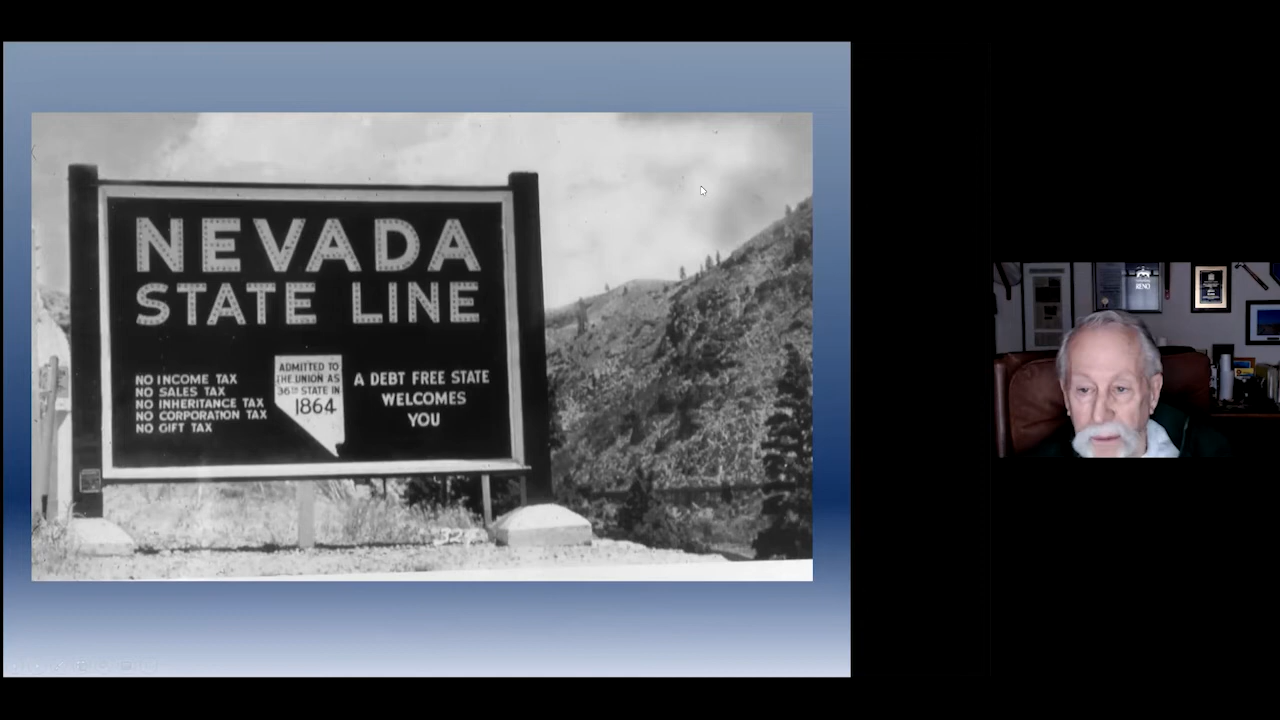 NEVADA
STATE LINE
NO INCOME TAX
NO SALES TAX
NO INHERITANCE TAX
NO CORPORATION TAX
NO GIFT TAX
ADMITTED TO
THE UNION AS
36TH STATE IN
1864
A DEBT FREE STATE
WELCOMES
YOU
RENO